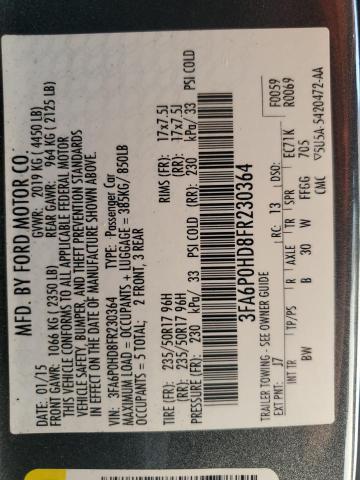 MFD. BY FORD MOTOR CO.
DATE: 01/15 GVWR: 2019 KG (4450 LB)
FRONT GAWR: 1066 KG (2350 LB) REAR GAWR: 964 KG (2125 LB)
THIS VEHICLE CONFORMS TO ALL APPLICABLE FEDERAL MOTOR
VEHICLE SAFETY, BUMPER, AND THEFT PREVENTION STANDARDS
IN EFFECT ON THE DATE OF MANUFACTURE SHOWN ABOVE.
VIN: 3FA6P0HD8FR230364 TYPE: Passenger Car
MAXIMUM LOAD = OCCUPANTS + LUGGAGE = 385KG/ 850LB
OCCUPANTS = 5 TOTAL; 2 FRONT, 3 REAR
TIRE (FR): 235/50R17 96H RIMS (FR): 17x7.5J
(RR): 235/50R17 96H (RR): 17x7.5J
PRESSURE (FR): 230 kPa/ 33 PSI COLD (RR): 230 kPa/33 PSI COLD
3FA6P0HD8FR230364
F0059
R0069
TRAILER TOWING - SEE OWNER GUIDE
EXT PNT: J7 RC: 13 DSO:
INT TR TP/PS R AXLE TR SPR EC71K
BW B 30 W FFGG 705
CMC ▽5U5A-5420472-AA